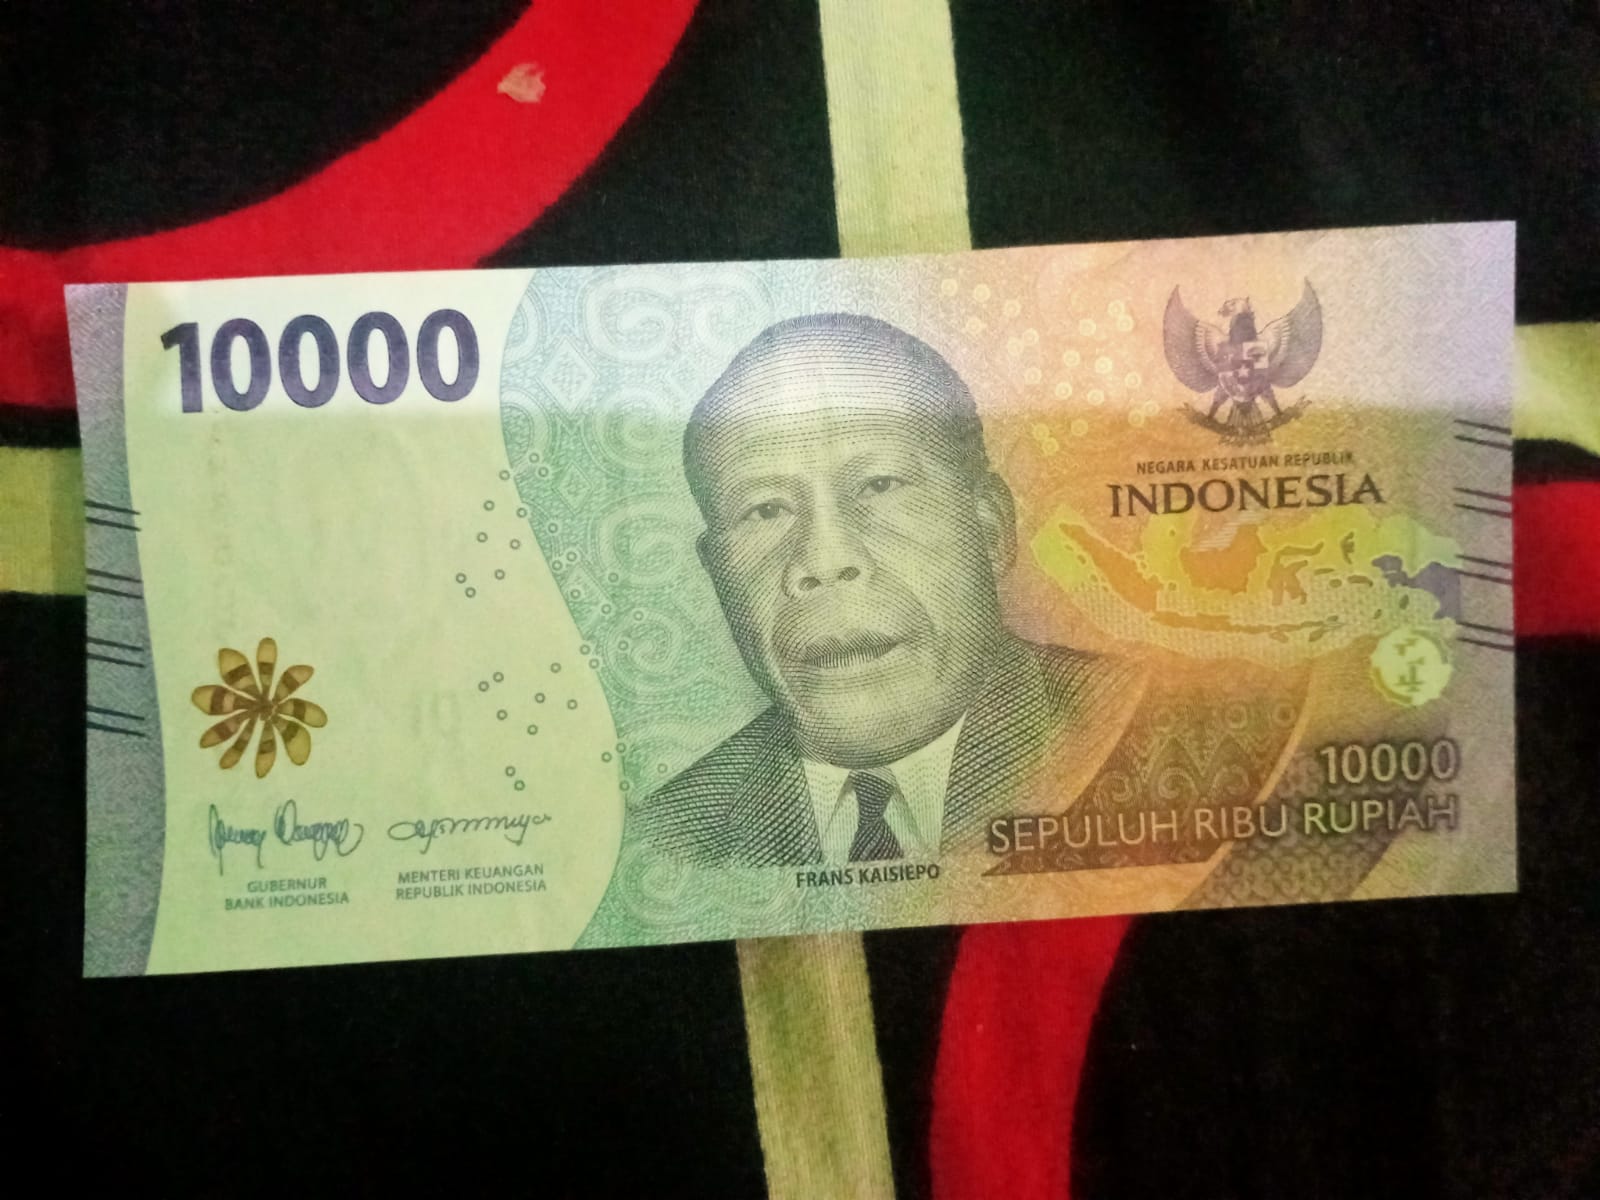 10000
NEGARA KESATUAN REPUBLIK
INDONESIA
10000
SEPULUH RIBU RUPIAH
GUBERNUR
BANK INDONESIA
MENTERI KEUANGAN
REPUBLIK INDONESIA
FRANS KAISIEPO